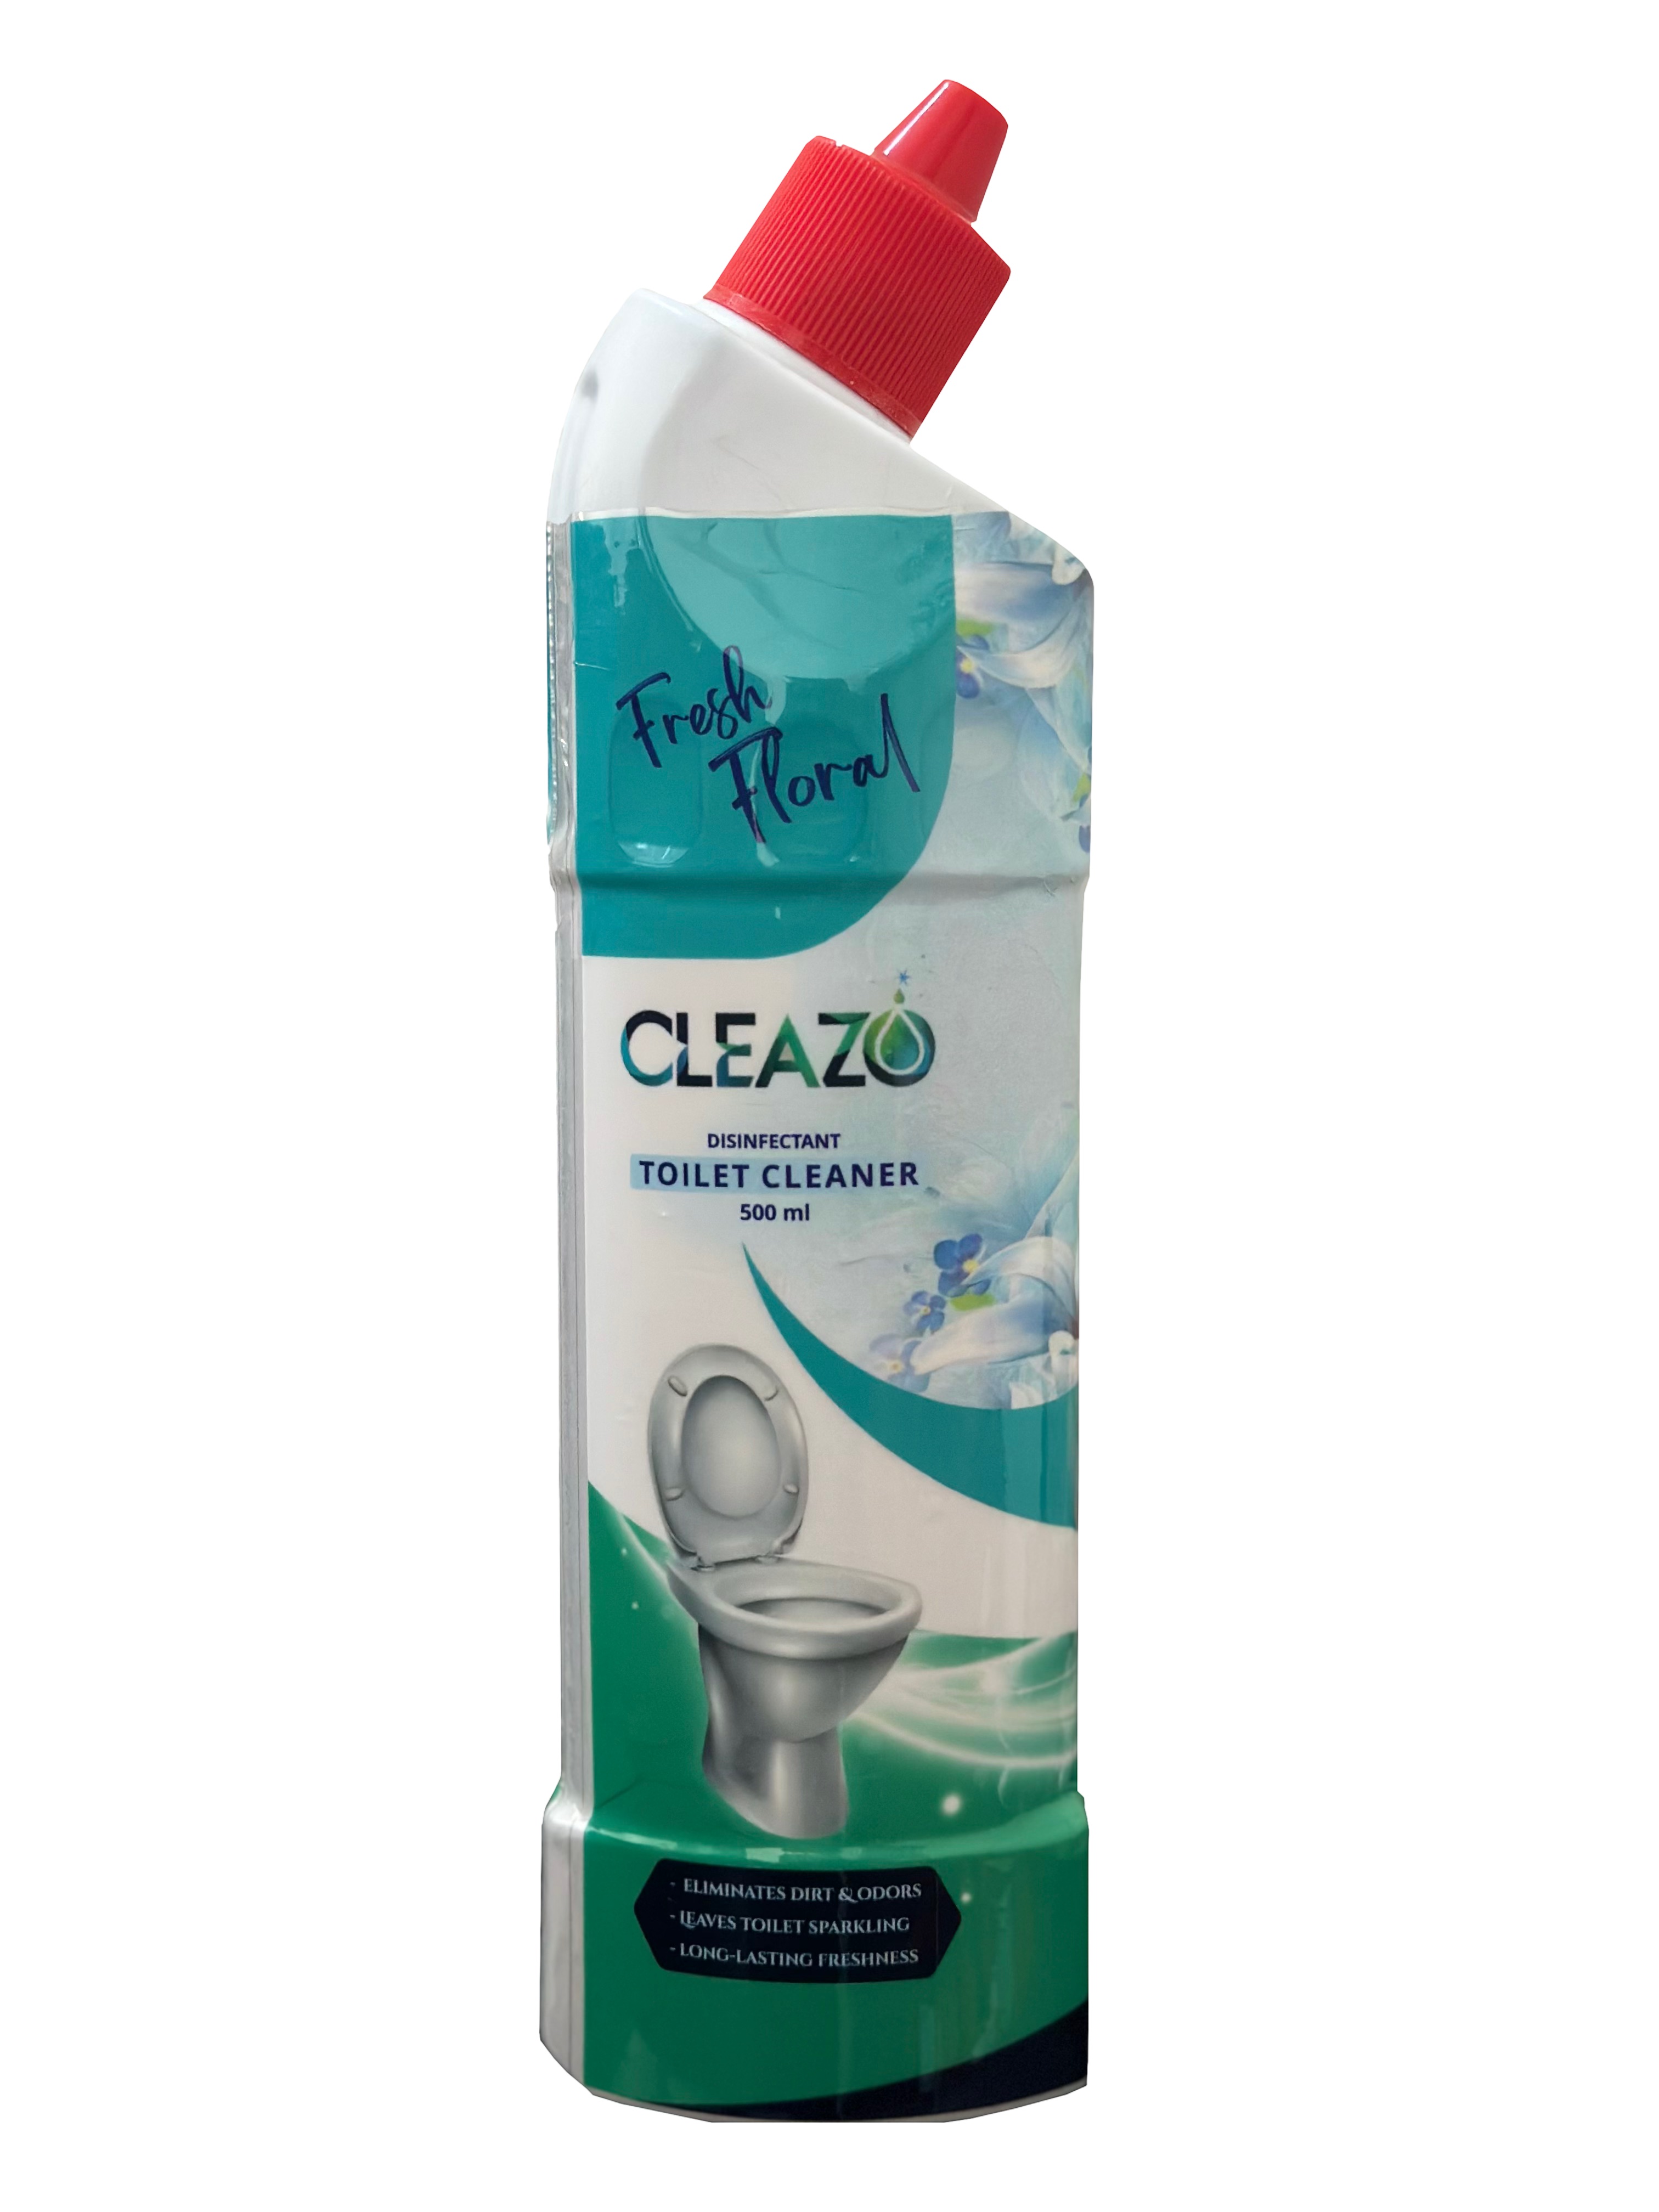 Fresh
Floral
CLEAZO
DISINFECTANT
TOILET CLEANER
500 ml
- ELIMINATES DIRT & ODORS
- LEAVES TOILET SPARKLING
- LONG-LASTING FRESHNESS